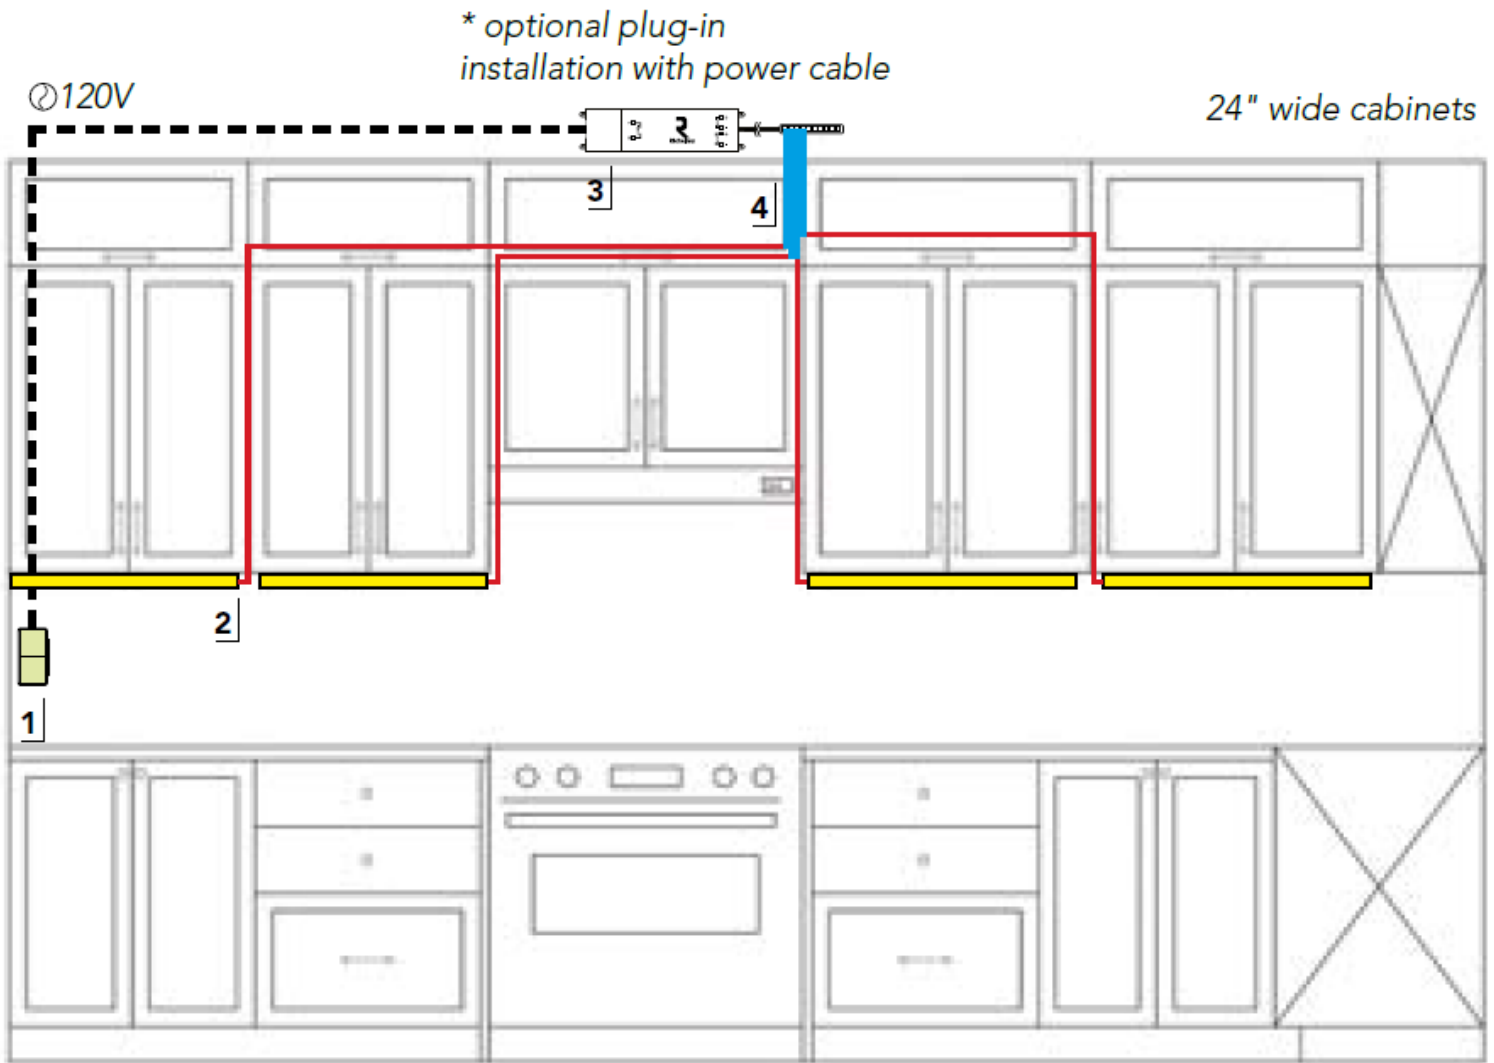 * optional plug-in
installation with power cable
120V
24" wide cabinets
3
4
2
1